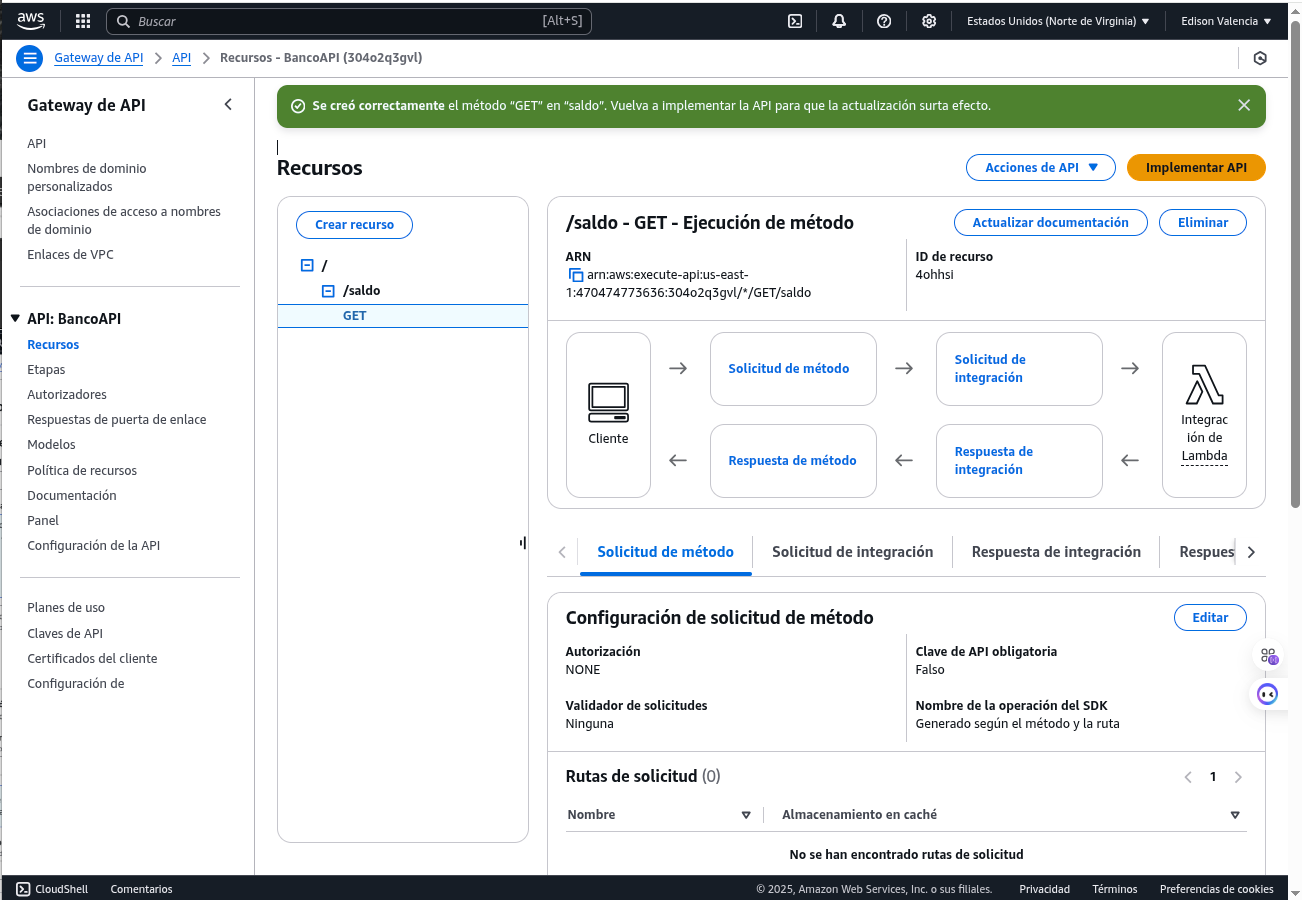 aws
Buscar
[Alt+S]
Estados Unidos (Norte de Virginia)
Edison Valencia
Gateway de API
API
Recursos - BancoAPI (304o2q3gvl)
Gateway de API
API
Nombres de dominio
personalizados
Asociaciones de acceso a nombres
de dominio
Enlaces de VPC
API: BancoAPI
Recursos
Etapas
Autorizadores
Respuestas de puerta de enlace
Modelos
Política de recursos
Documentación
Panel
Configuración de la API
Planes de uso
Claves de API
Certificados del cliente
Configuración de
Se creó correctamente el método “GET” en “saldo”. Vuelva a implementar la API para que la actualización surta efecto.
Recursos
Acciones de API
Implementar API
Crear recurso
/
/saldo
GET
/saldo - GET - Ejecución de método
Actualizar documentación
Eliminar
ARN
arn:aws:execute-api:us-east-
1:470474773636:304o2q3gvl/*/GET/saldo
ID de recurso
4ohhsi
Cliente
Solicitud de método
Solicitud de
integración
Respuesta de método
Respuesta de
integración
Integrac
ión de
Lambda
Solicitud de método
Solicitud de integración
Respuesta de integración
Respues
Configuración de solicitud de método
Editar
Autorización
NONE
Clave de API obligatoria
Falso
Validador de solicitudes
Ninguna
Nombre de la operación del SDK
Generado según el método y la ruta
Rutas de solicitud (0)
1
Nombre
Almacenamiento en caché
No se han encontrado rutas de solicitud
CloudShell
Comentarios
© 2025, Amazon Web Services, Inc. o sus filiales.
Privacidad
Términos
Preferencias de cookies